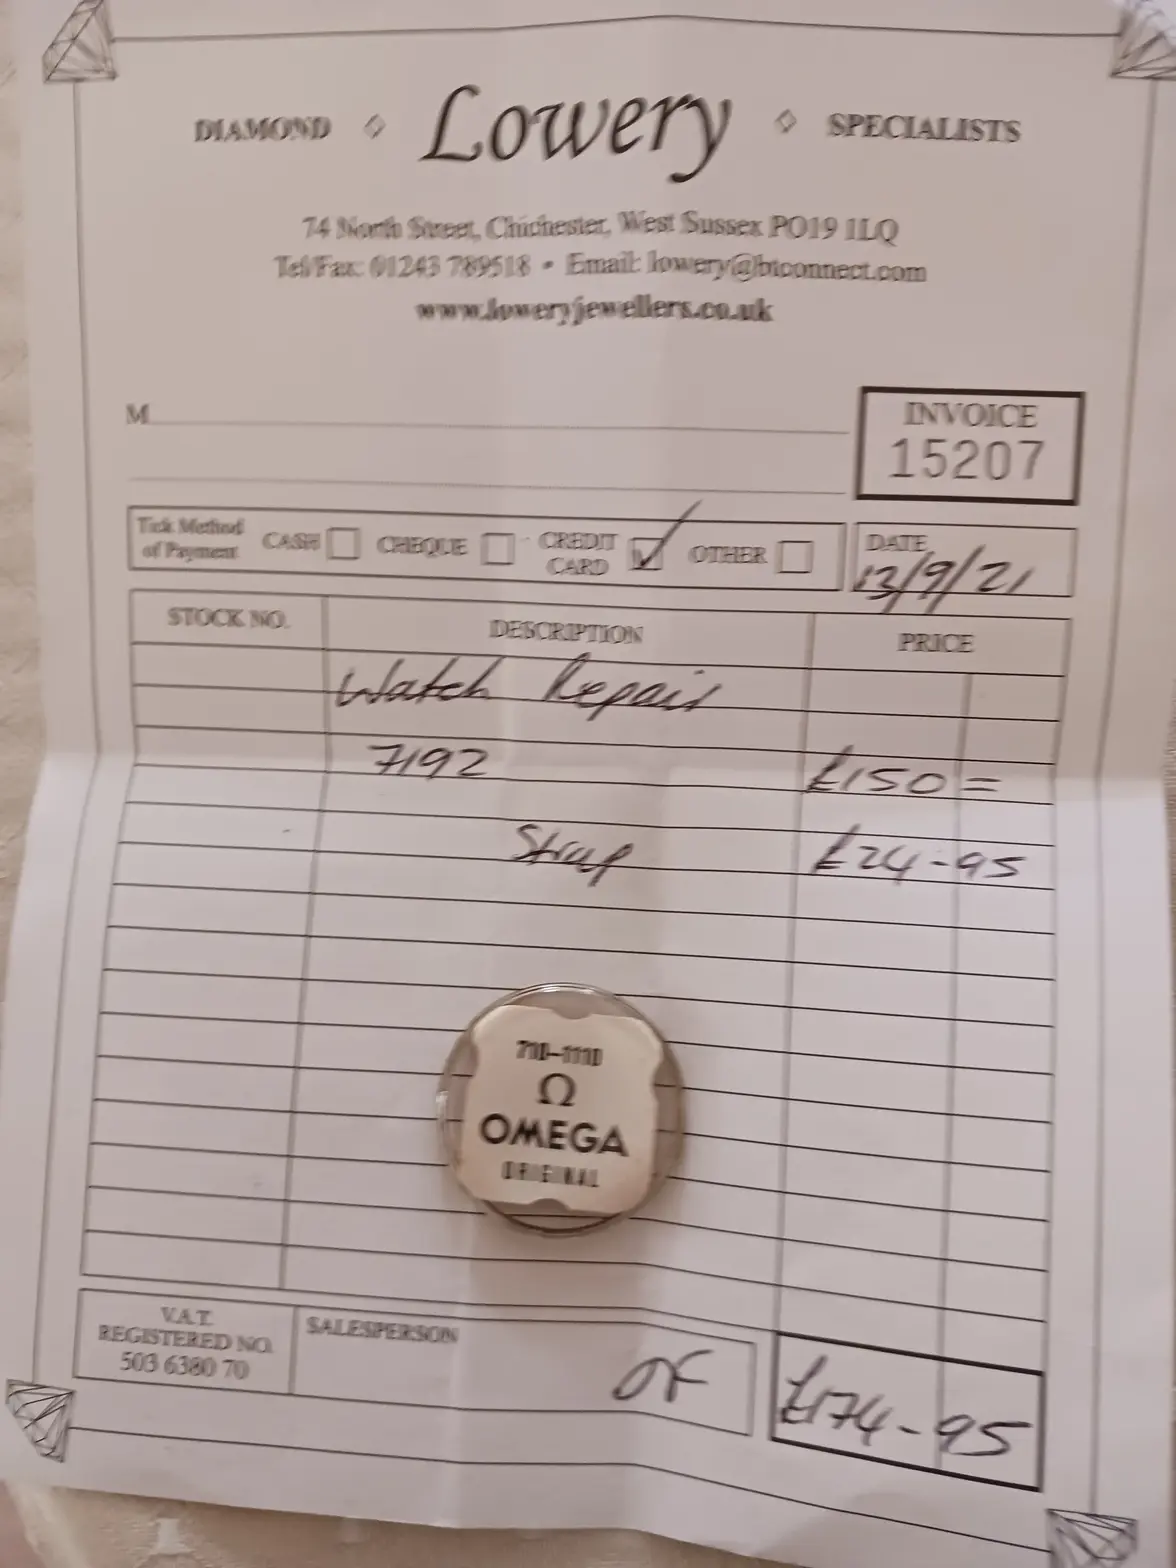 DIAMOND ◇ Lowery ◇ SPECIALISTS
74 North Street, Chichester, West Sussex PO19 1LQ
Tel/Fax: 01243 789518 • Email: lowery@btconnect.com
www.loweryjewellers.co.uk
M
INVOICE
15207
Tick Method of Payment CASH CHEQUE CREDIT CARD ✓ OTHER
DATE
13/9/21
STOCK NO. DESCRIPTION PRICE
Watch Repair
7192 £150=
Strap £24-95
710-1110
Ω
OMEGA
ORIGINAL
V.A.T.
REGISTERED NO.
503 6380 70
SALESPERSON
£174-95